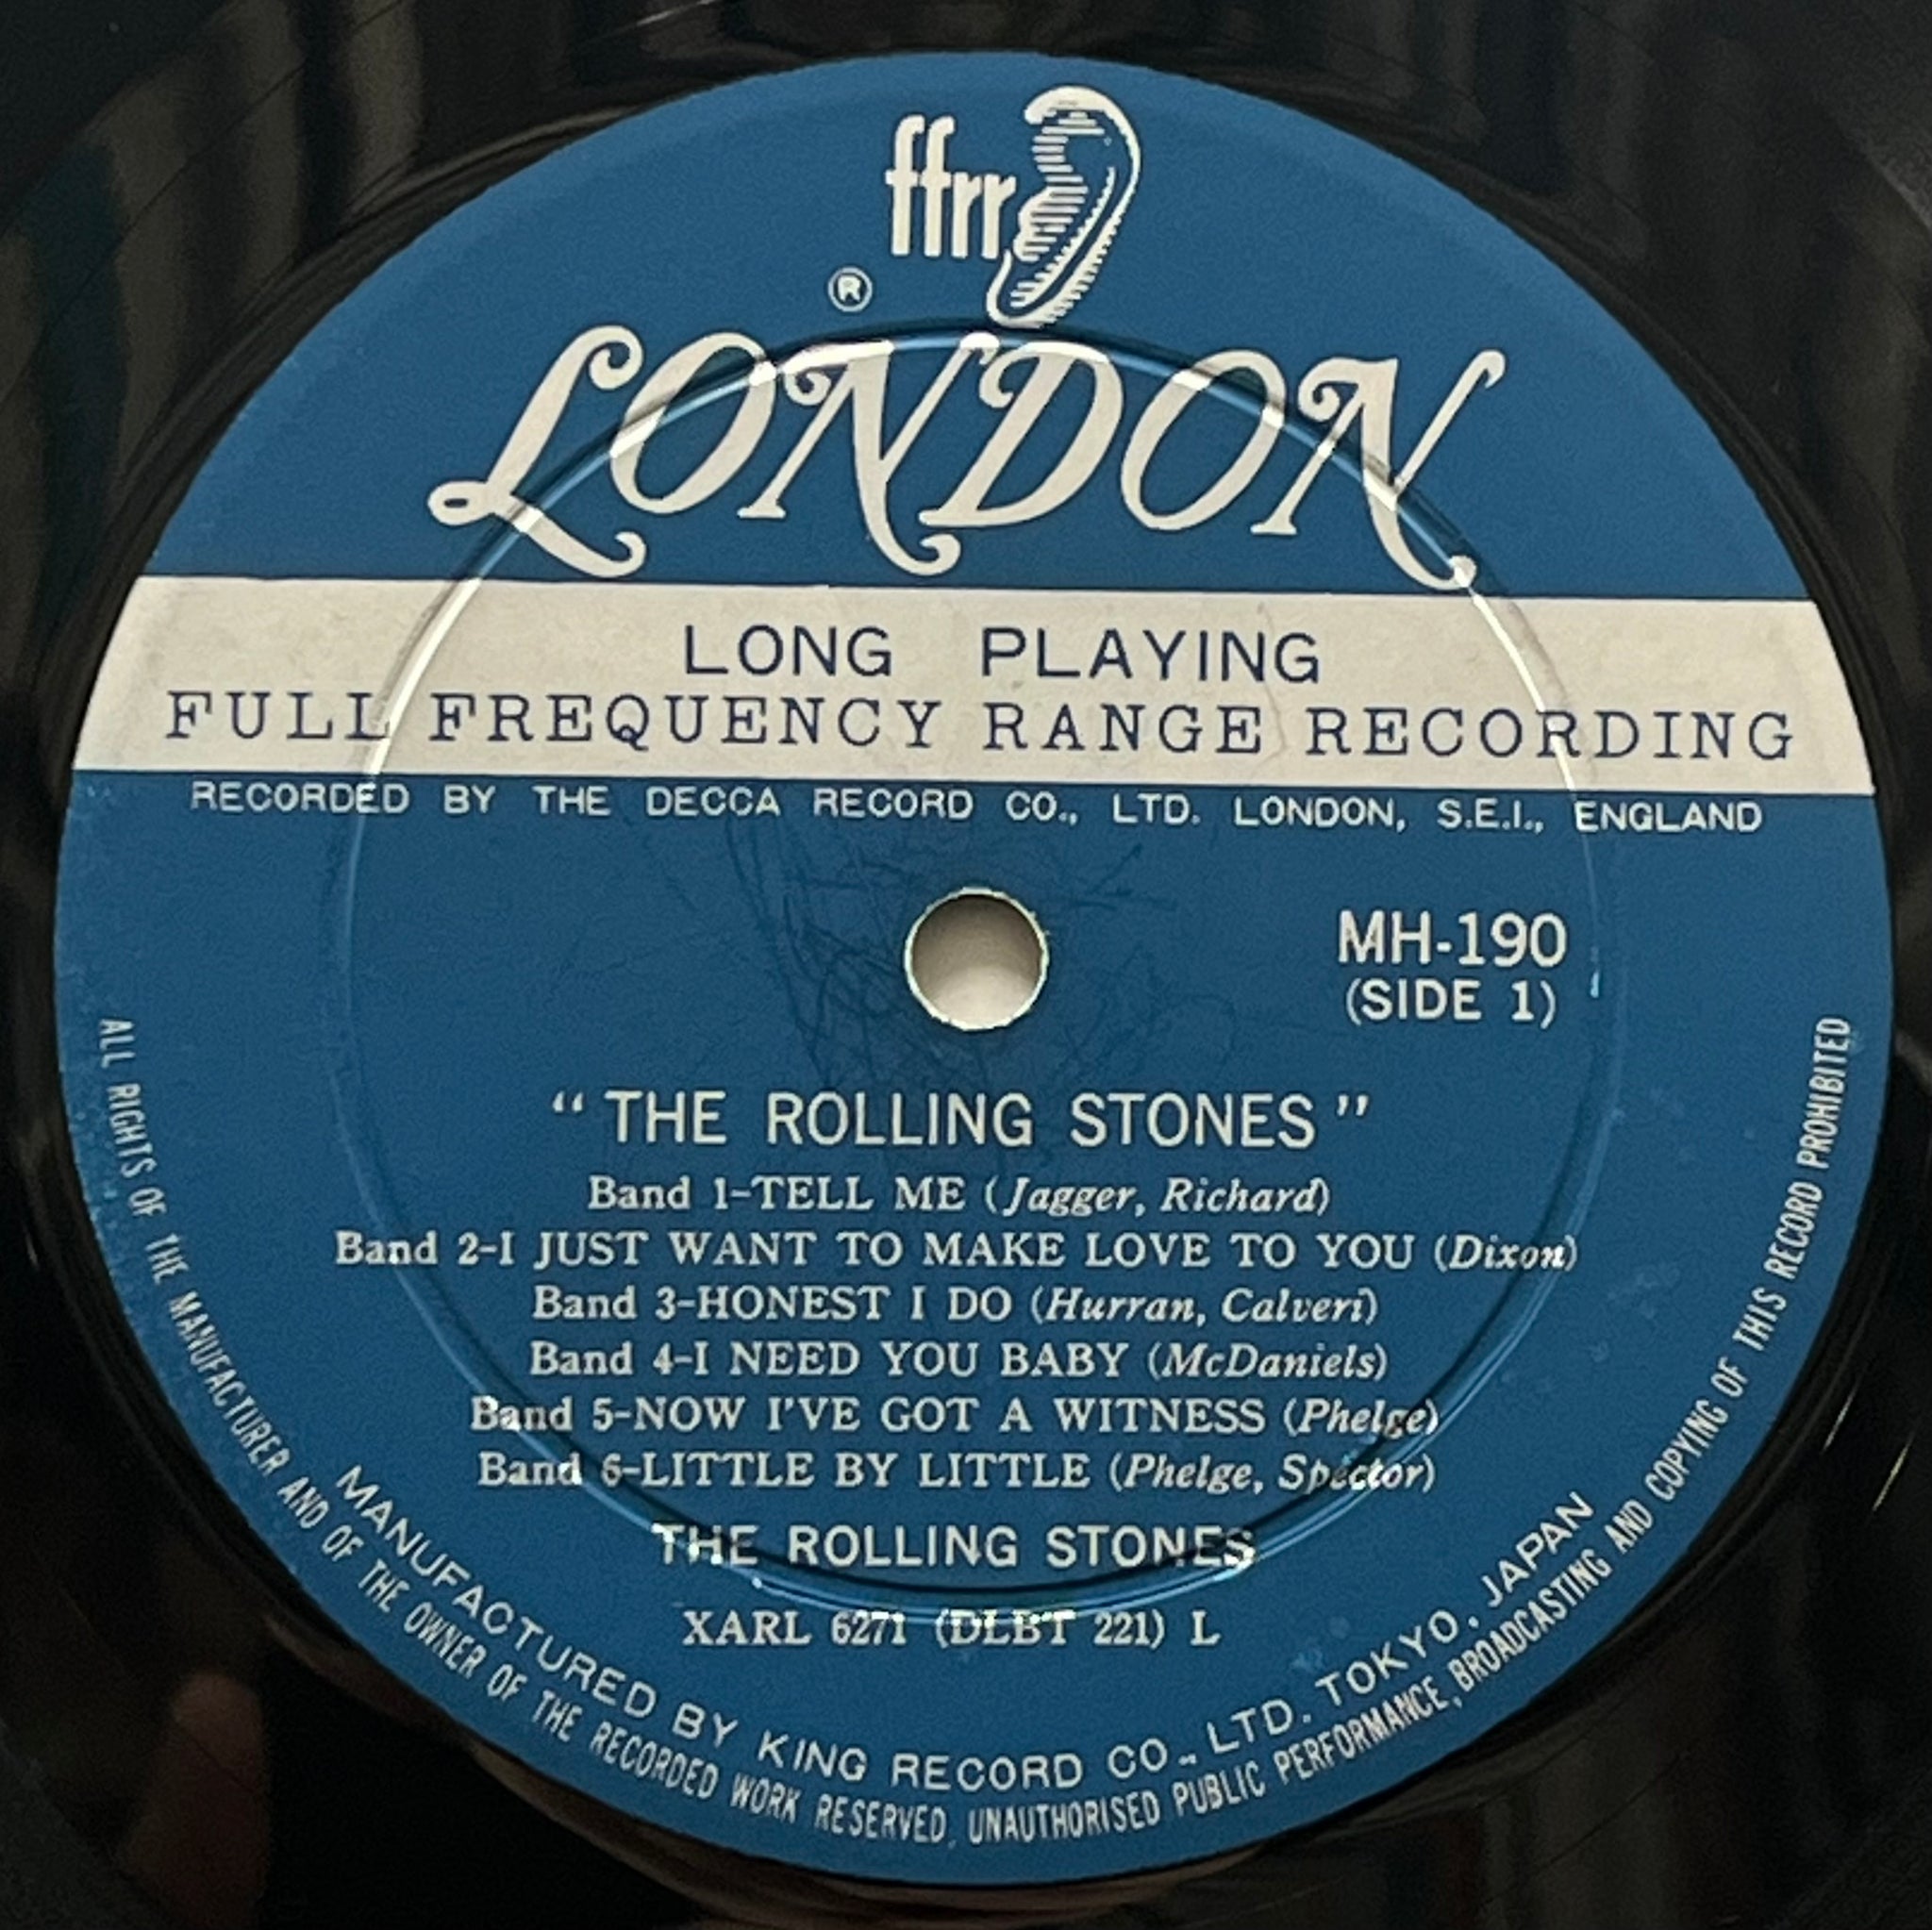 ffrr
®
LONDON
LONG PLAYING
FULL FREQUENCY RANGE RECORDING
RECORDED BY THE DECCA RECORD CO., LTD. LONDON, S.E.I., ENGLAND
MH-190
(SIDE 1)
"THE ROLLING STONES"
Band 1-TELL ME (Jagger, Richard)
Band 2-I JUST WANT TO MAKE LOVE TO YOU (Dixon)
Band 3-HONEST I DO (Hurran, Calveri)
Band 4-I NEED YOU BABY (McDaniels)
Band 5-NOW I'VE GOT A WITNESS (Phelge)
Band 6-LITTLE BY LITTLE (Phelge, Spector)
THE ROLLING STONES
XARL 6271 (DLBT 221) L
MANUFACTURED BY KING RECORD CO., LTD. TOKYO, JAPAN
ALL RIGHTS OF THE MANUFACTURER AND OF THE OWNER OF THE RECORDED WORK RESERVED. UNAUTHORISED PUBLIC PERFORMANCE, BROADCASTING AND COPYING OF THIS RECORD PROHIBITED